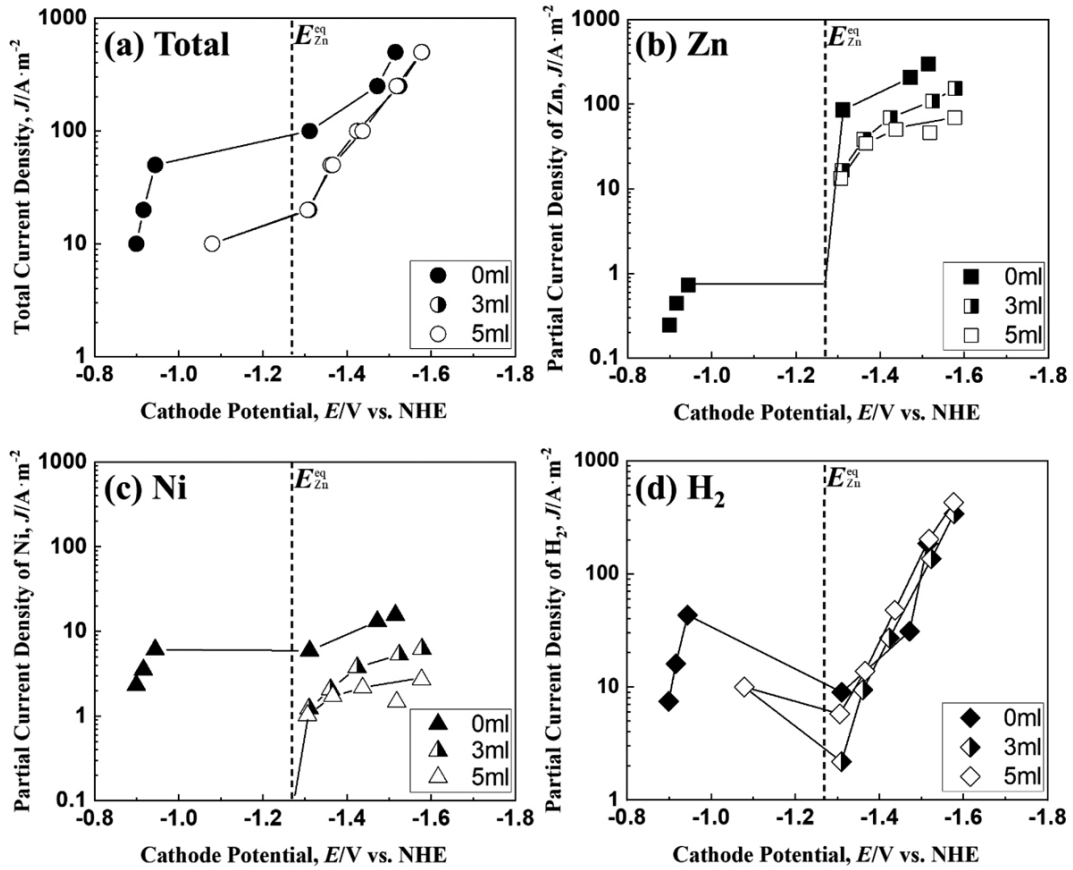 (a) Total
E eq Zn
Total Current Density, J/A·m-2
1000
100
10
1
-0.8 -1.0 -1.2 -1.4 -1.6 -1.8
Cathode Potential, E/V vs. NHE
0ml
3ml
5ml
(b) Zn
E eq Zn
Partial Current Density of Zn, J/A·m-2
1000
100
10
1
0.1
-0.8 -1.0 -1.2 -1.4 -1.6 -1.8
Cathode Potential, E/V vs. NHE
0ml
3ml
5ml
(c) Ni
E eq Zn
Partial Current Density of Ni, J/A·m-2
1000
100
10
1
0.1
-0.8 -1.0 -1.2 -1.4 -1.6 -1.8
Cathode Potential, E/V vs. NHE
0ml
3ml
5ml
(d) H2
E eq Zn
Partial Current Density of H2, J/A·m-2
1000
100
10
1
-0.8 -1.0 -1.2 -1.4 -1.6 -1.8
Cathode Potential, E/V vs. NHE
0ml
3ml
5ml